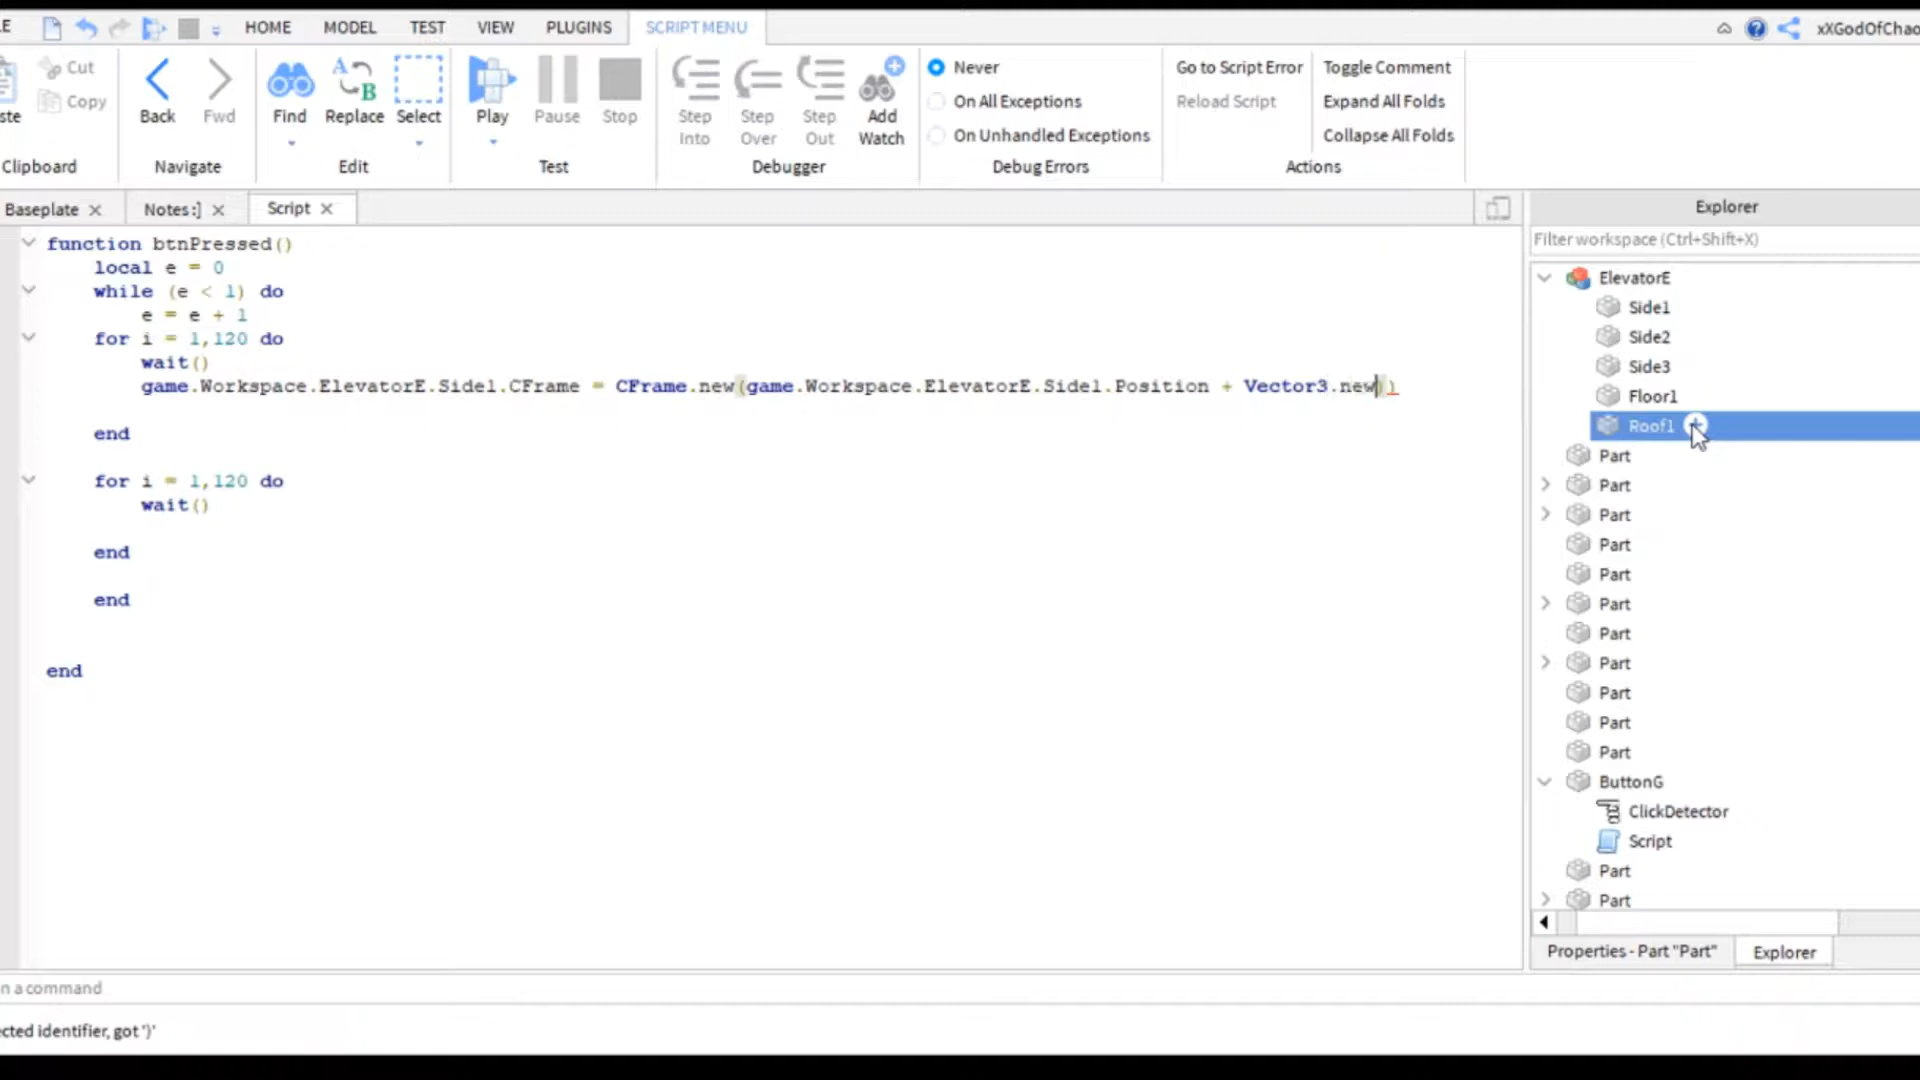 E HOME MODEL TEST VIEW PLUGINS SCRIPT MENU xXGodOfChao
ste Cut Copy
Clipboard
Back Fwd
Navigate
Find Replace Select
Edit
Play Pause Stop
Test
Step Into Step Over Step Out Add Watch
Debugger
Never
On All Exceptions
On Unhandled Exceptions
Debug Errors
Go to Script Error
Reload Script
Toggle Comment
Expand All Folds
Collapse All Folds
Actions
Baseplate Notes:] Script
function btnPressed()
local e = 0
while (e < 1) do
e = e + 1
for i = 1,120 do
wait()
game.Workspace.ElevatorE.Side1.CFrame = CFrame.new(game.Workspace.ElevatorE.Side1.Position + Vector3.new))
end
for i = 1,120 do
wait()
end
end
end
Explorer
Filter workspace (Ctrl+Shift+X)
ElevatorE
Side1
Side2
Side3
Floor1
Roof1
Part
Part
Part
Part
Part
Part
Part
Part
Part
Part
Part
ButtonG
ClickDetector
Script
Part
Part
Properties - Part "Part" Explorer
n a command
cted identifier, got ')'